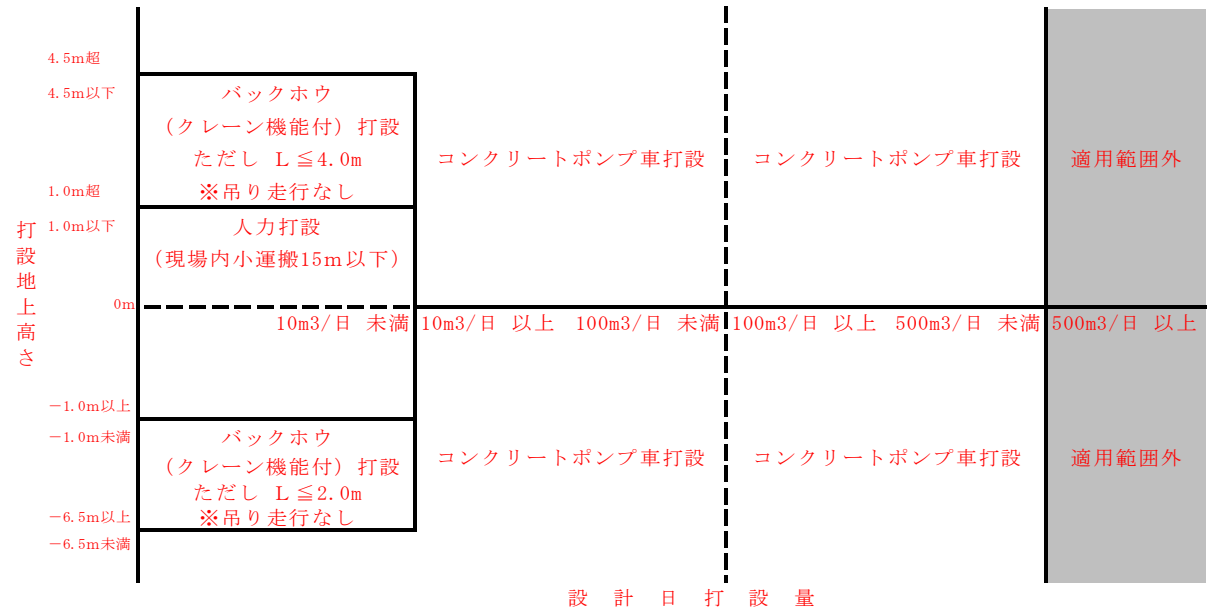 4.5m超
4.5m以下
1.0m超
1.0m以下
0m
－1.0m以上
－1.0m未満
－6.5m以上
－6.5m未満
打設地上高さ
バックホウ
（クレーン機能付）打設
ただし Ｌ≦4.0m
※吊り走行なし
人力打設
（現場内小運搬15m以下）
コンクリートポンプ車打設
コンクリートポンプ車打設
適用範囲外
10m3/日 未満
10m3/日 以上 100m3/日 未満
100m3/日 以上 500m3/日 未満
500m3/日 以上
バックホウ
（クレーン機能付）打設
ただし Ｌ≦2.0m
※吊り走行なし
コンクリートポンプ車打設
コンクリートポンプ車打設
適用範囲外
設計日打設量